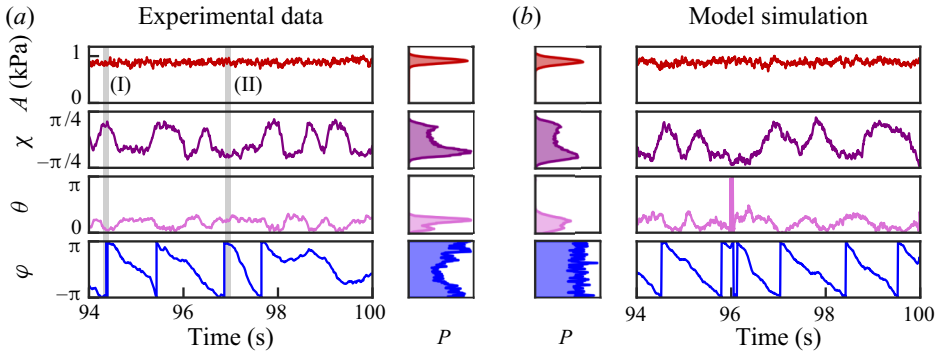 (a) Experimental data (b) Model simulation
A (kPa) 1 0 (I) (II)
χ π/4 −π/4
θ π 0
φ π −π
94 96 98 100 94 96 98 100
Time (s) P P Time (s)